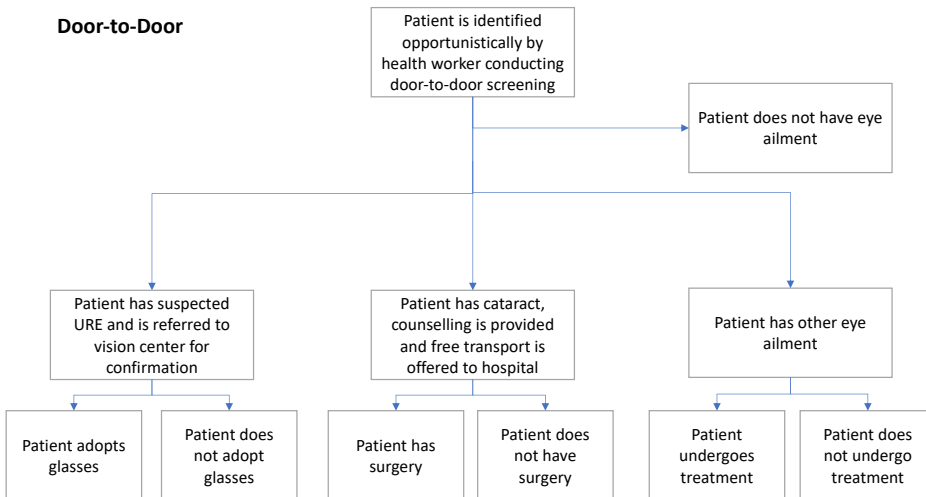 Door-to-Door
Patient is identified
opportunistically by
health worker conducting
door-to-door screening
Patient does not have eye
ailment
Patient has suspected
URE and is referred to
vision center for
confirmation
Patient has cataract,
counselling is provided
and free transport is
offered to hospital
Patient has other eye
ailment
Patient adopts
glasses
Patient does
not adopt
glasses
Patient has
surgery
Patient does
not have
surgery
Patient
undergoes
treatment
Patient does
not undergo
treatment